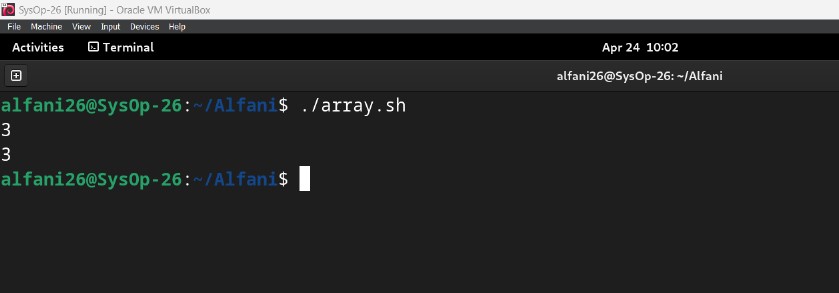 SysOp-26 [Running] - Oracle VM VirtualBox
File Machine View Input Devices Help
Activities Terminal Apr 24 10:02
alfani26@SysOp-26: ~/Alfani
alfani26@SysOp-26:~/Alfani$ ./array.sh
3
3
alfani26@SysOp-26:~/Alfani$